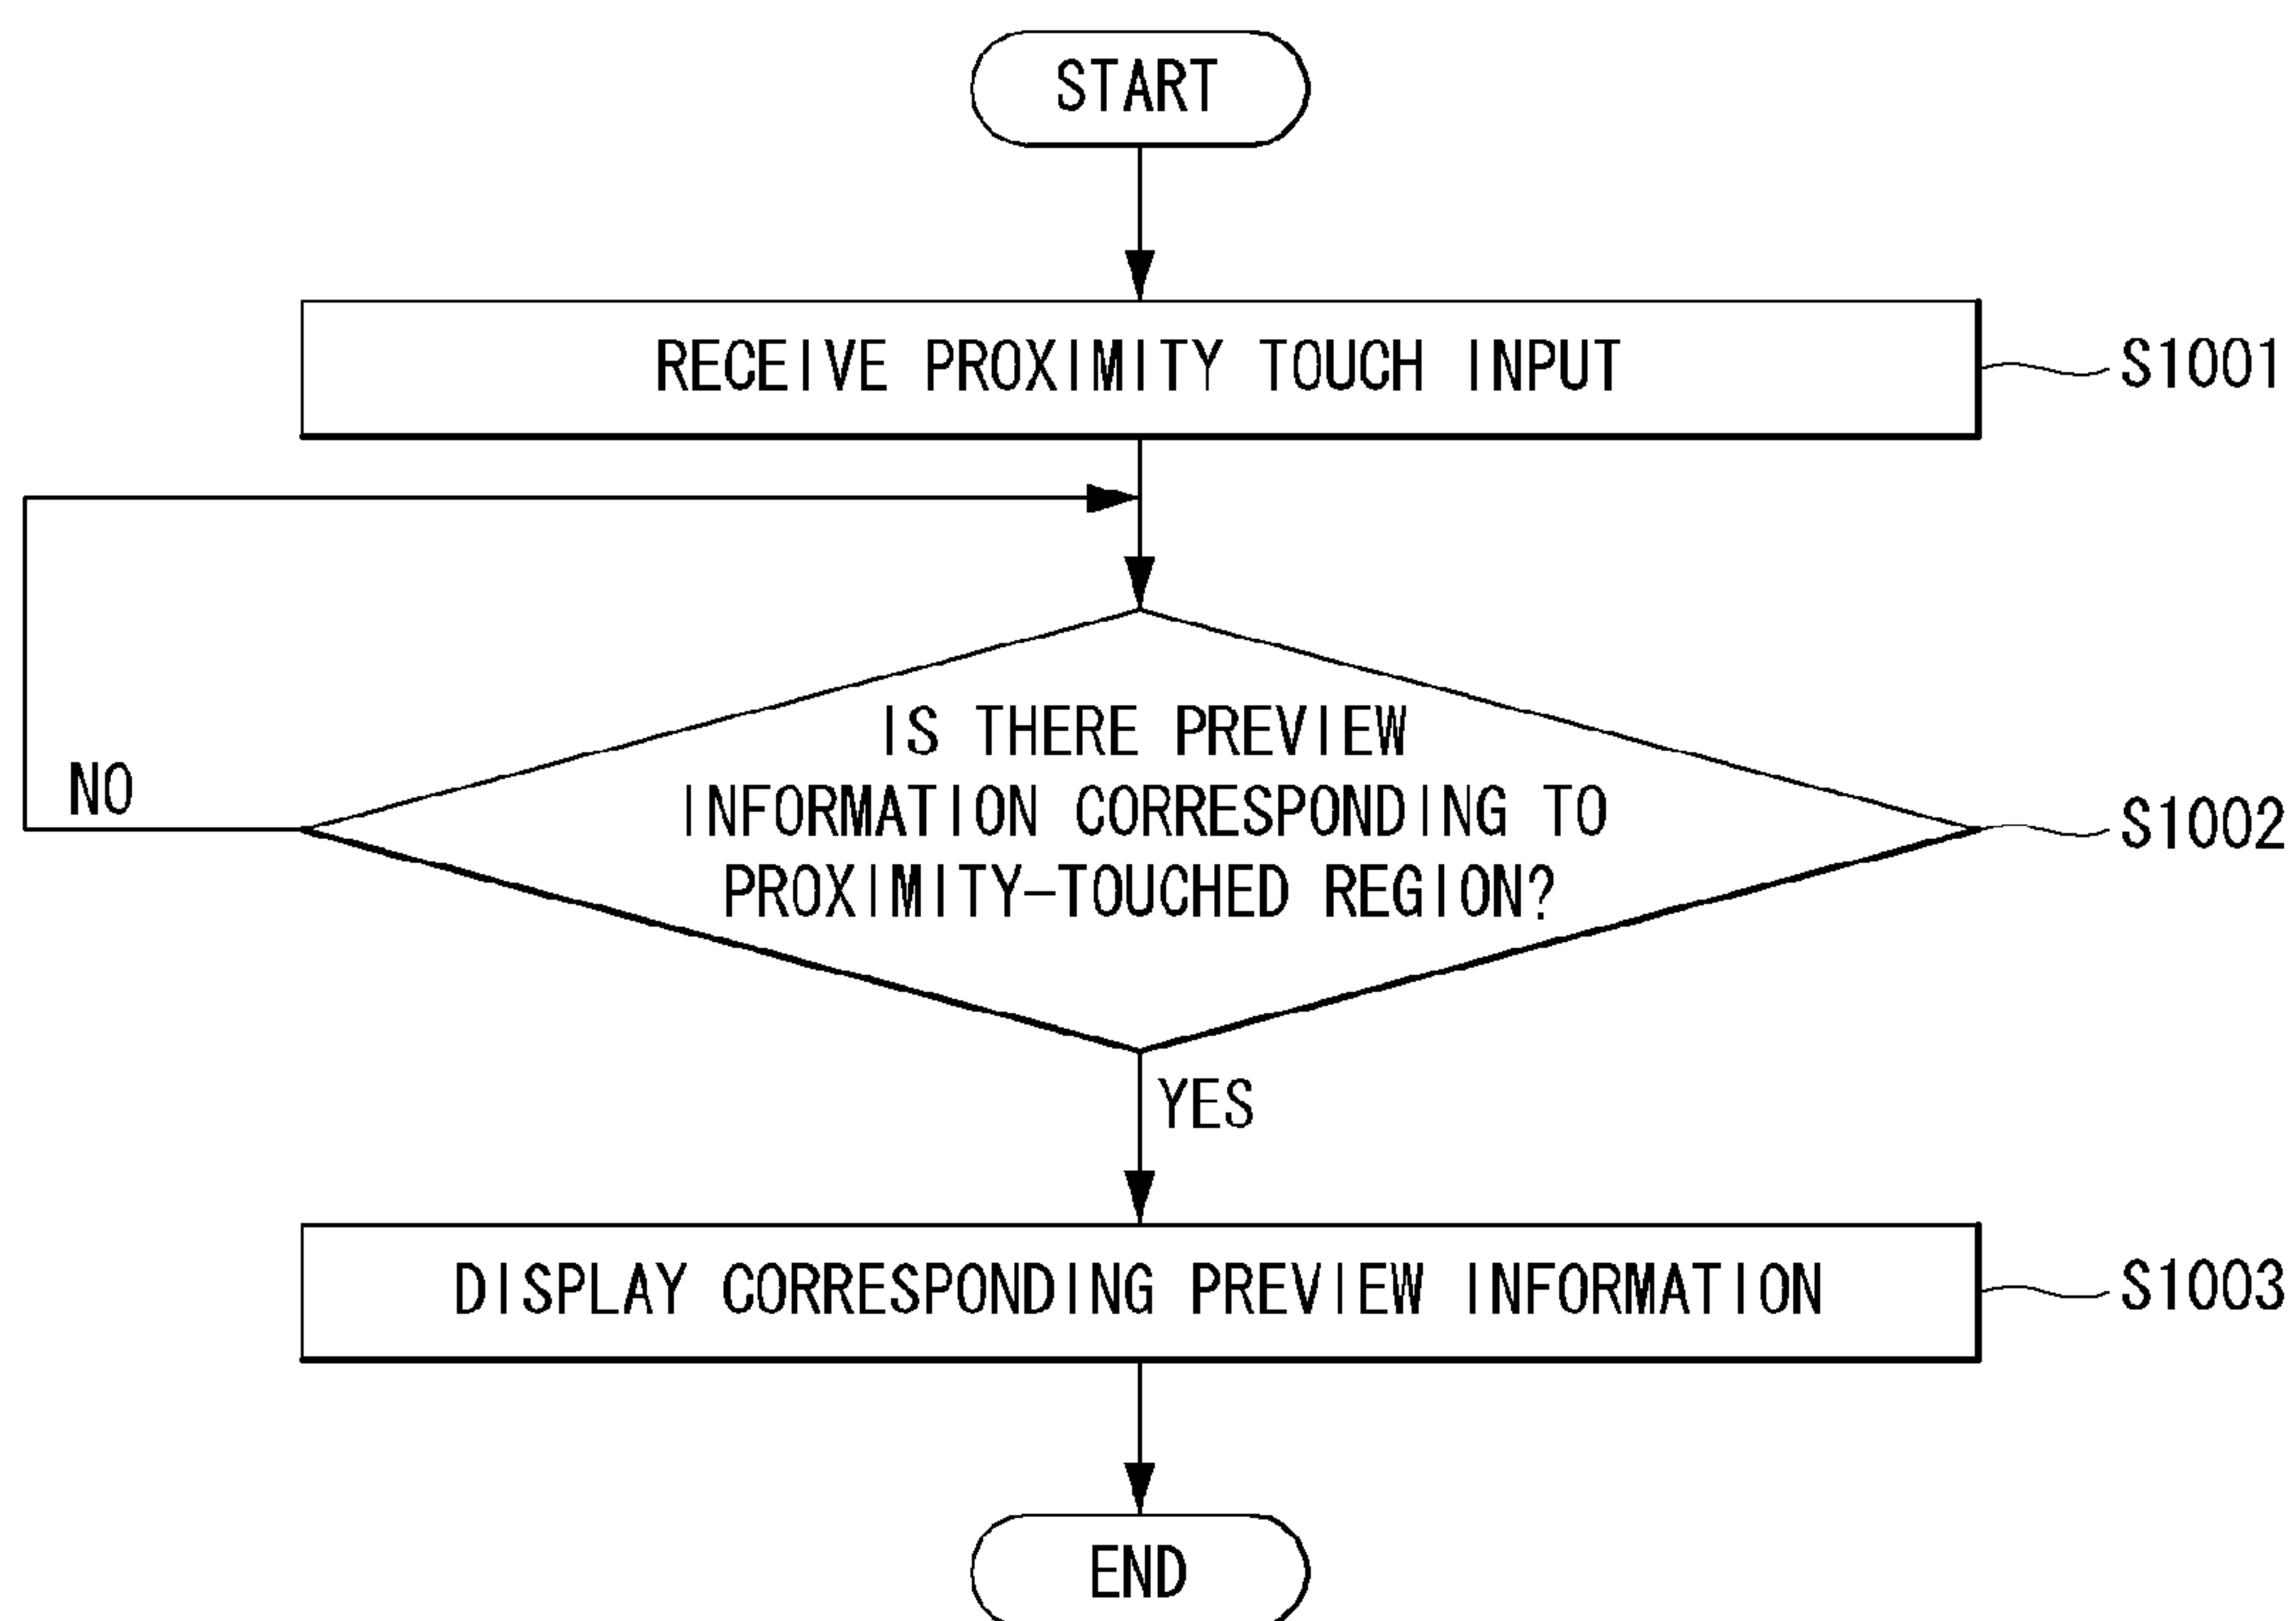 START
RECEIVE PROXIMITY TOUCH INPUT
S1001
IS THERE PREVIEW
INFORMATION CORRESPONDING TO
PROXIMITY-TOUCHED REGION?
NO
S1002
YES
DISPLAY CORRESPONDING PREVIEW INFORMATION
S1003
END